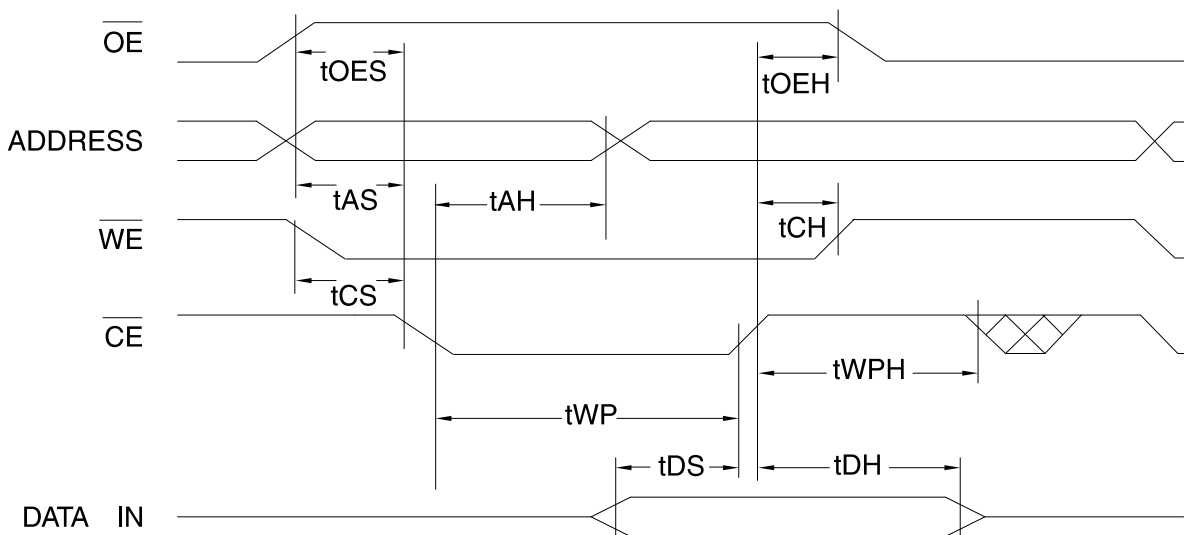 OE
tOES
tOEH
ADDRESS
tAS
tAH
tCH
WE
tCS
CE
tWPH
tWP
tDS
tDH
DATA IN